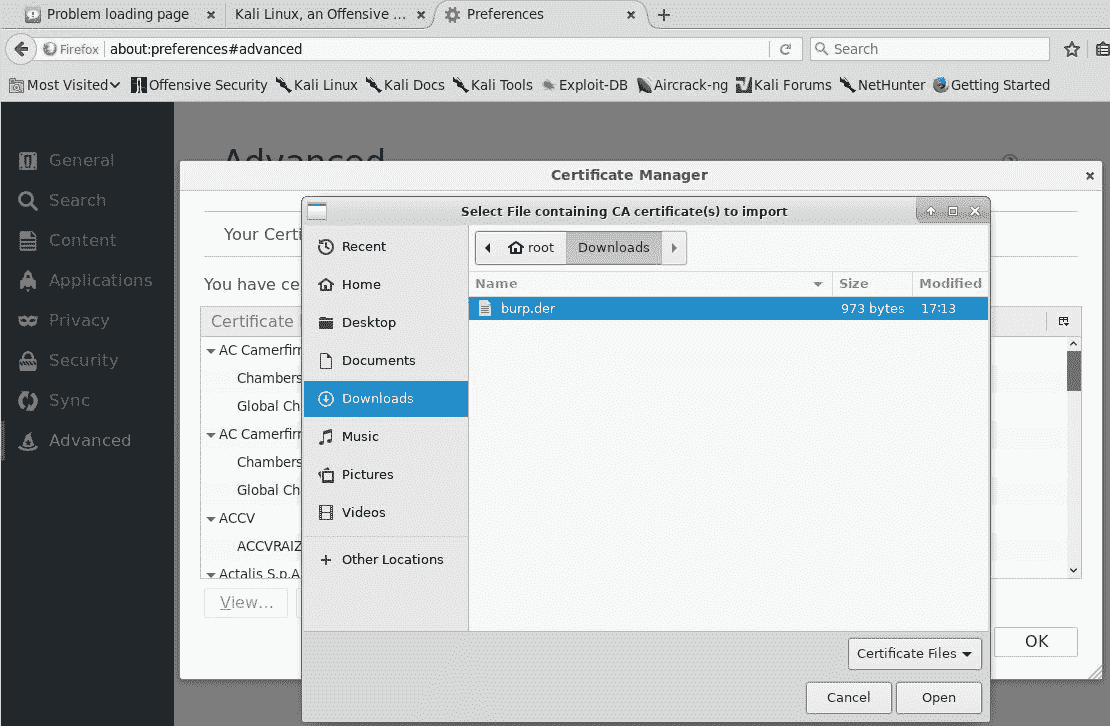 Problem loading page
Kali Linux, an Offensive ...
Preferences
Firefox
about:preferences#advanced
Search
Most Visited
Offensive Security
Kali Linux
Kali Docs
Kali Tools
Exploit-DB
Aircrack-ng
Kali Forums
NetHunter
Getting Started
General
Search
Content
Applications
Privacy
Security
Sync
Advanced
Advanced
Certificate Manager
Your Certi
You have ce
Certificate
AC Camerfir
Chambers
Global Ch
AC Camerfir
Chambers
Global Ch
ACCV
ACCVRAIZ
Actalis S.p.A
View...
OK
Select File containing CA certificate(s) to import
Recent
Home
Desktop
Documents
Downloads
Music
Pictures
Videos
Other Locations
root
Downloads
Name
Size
Modified
burp.der
973 bytes
17:13
Certificate Files
Cancel
Open